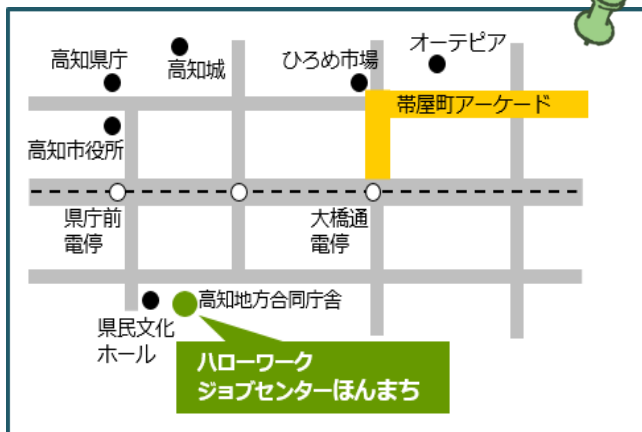 オーテピア
高知県庁
高知城
ひろめ市場
帯屋町アーケード
高知市役所
県庁前
電停
大橋通
電停
高知地方合同庁舎
県民文化
ホール
ハローワーク
ジョブセンターほんまち